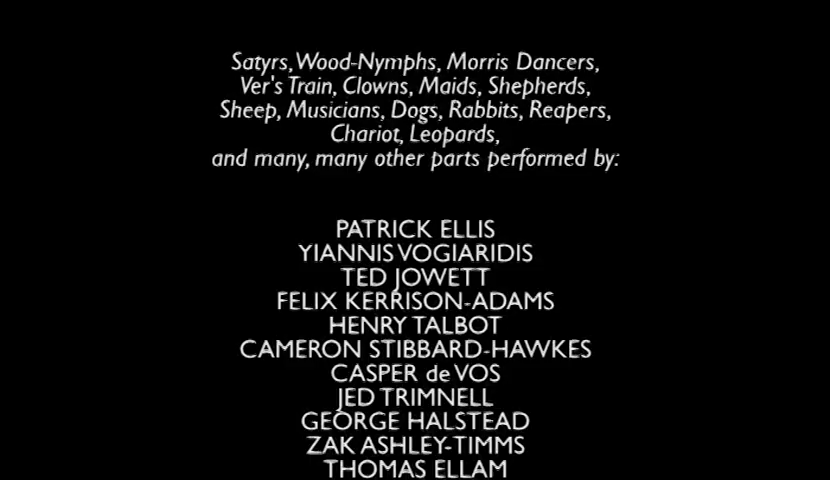 Satyrs, Wood-Nymphs, Morris Dancers,
Ver's Train, Clowns, Maids, Shepherds,
Sheep, Musicians, Dogs, Rabbits, Reapers,
Chariot, Leopards,
and many, many other parts performed by:
PATRICK ELLIS
YIANNIS VOGIARIDIS
TED JOWETT
FELIX KERRISON-ADAMS
HENRY TALBOT
CAMERON STIBBARD-HAWKES
CASPER de VOS
JED TRIMNELL
GEORGE HALSTEAD
ZAK ASHLEY-TIMMS
THOMAS ELLAM